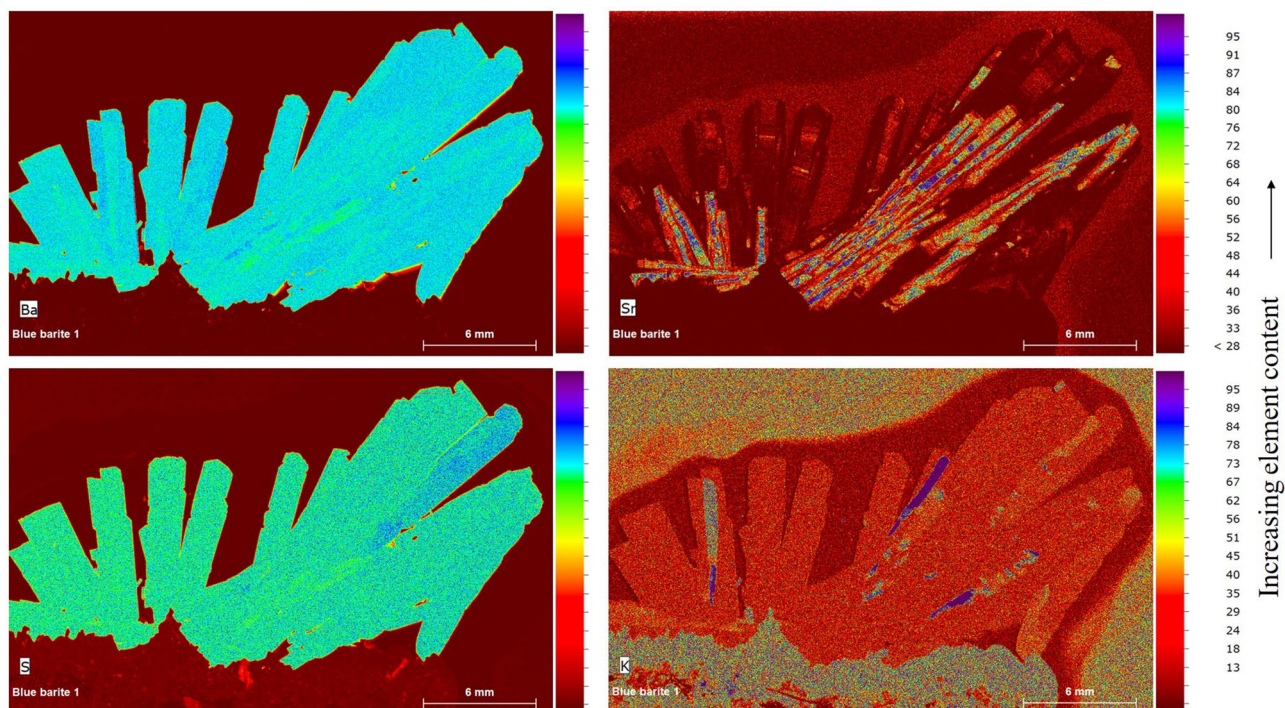 Ba
Blue barite 1
6 mm
Sr
Blue barite 1
6 mm
95
91
87
84
80
76
72
68
64
60
56
52
48
44
40
36
33
< 28
S
Blue barite 1
6 mm
K
Blue barite 1
6 mm
95
89
84
78
73
67
62
56
51
45
40
35
29
24
18
13
Increasing element content